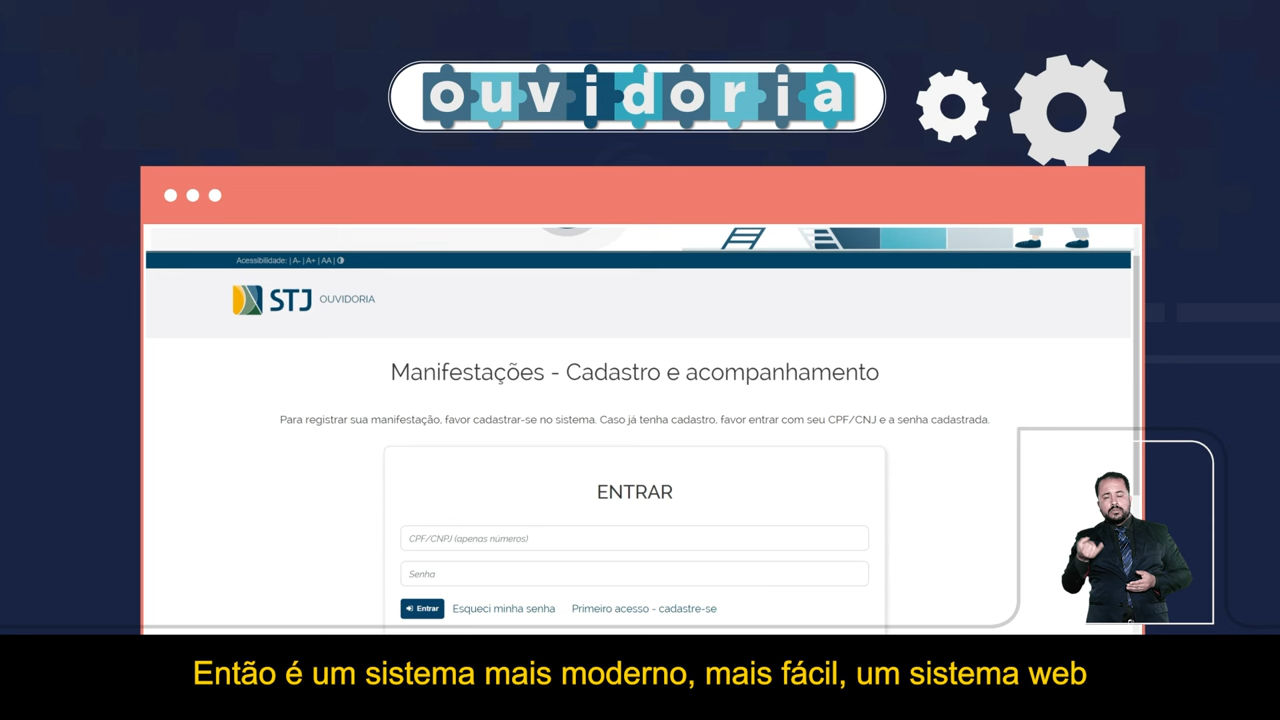 ouvidoria
Acessibilidade: | A- | A+ | AA |
STJ OUVIDORIA
Manifestações - Cadastro e acompanhamento
Para registrar sua manifestação, favor cadastrar-se no sistema. Caso já tenha cadastro, favor entrar com seu CPF/CNJ e a senha cadastrada.
ENTRAR
CPF/CNPJ (apenas números)
Senha
Entrar Esqueci minha senha Primeiro acesso - cadastre-se
Então é um sistema mais moderno, mais fácil, um sistema web